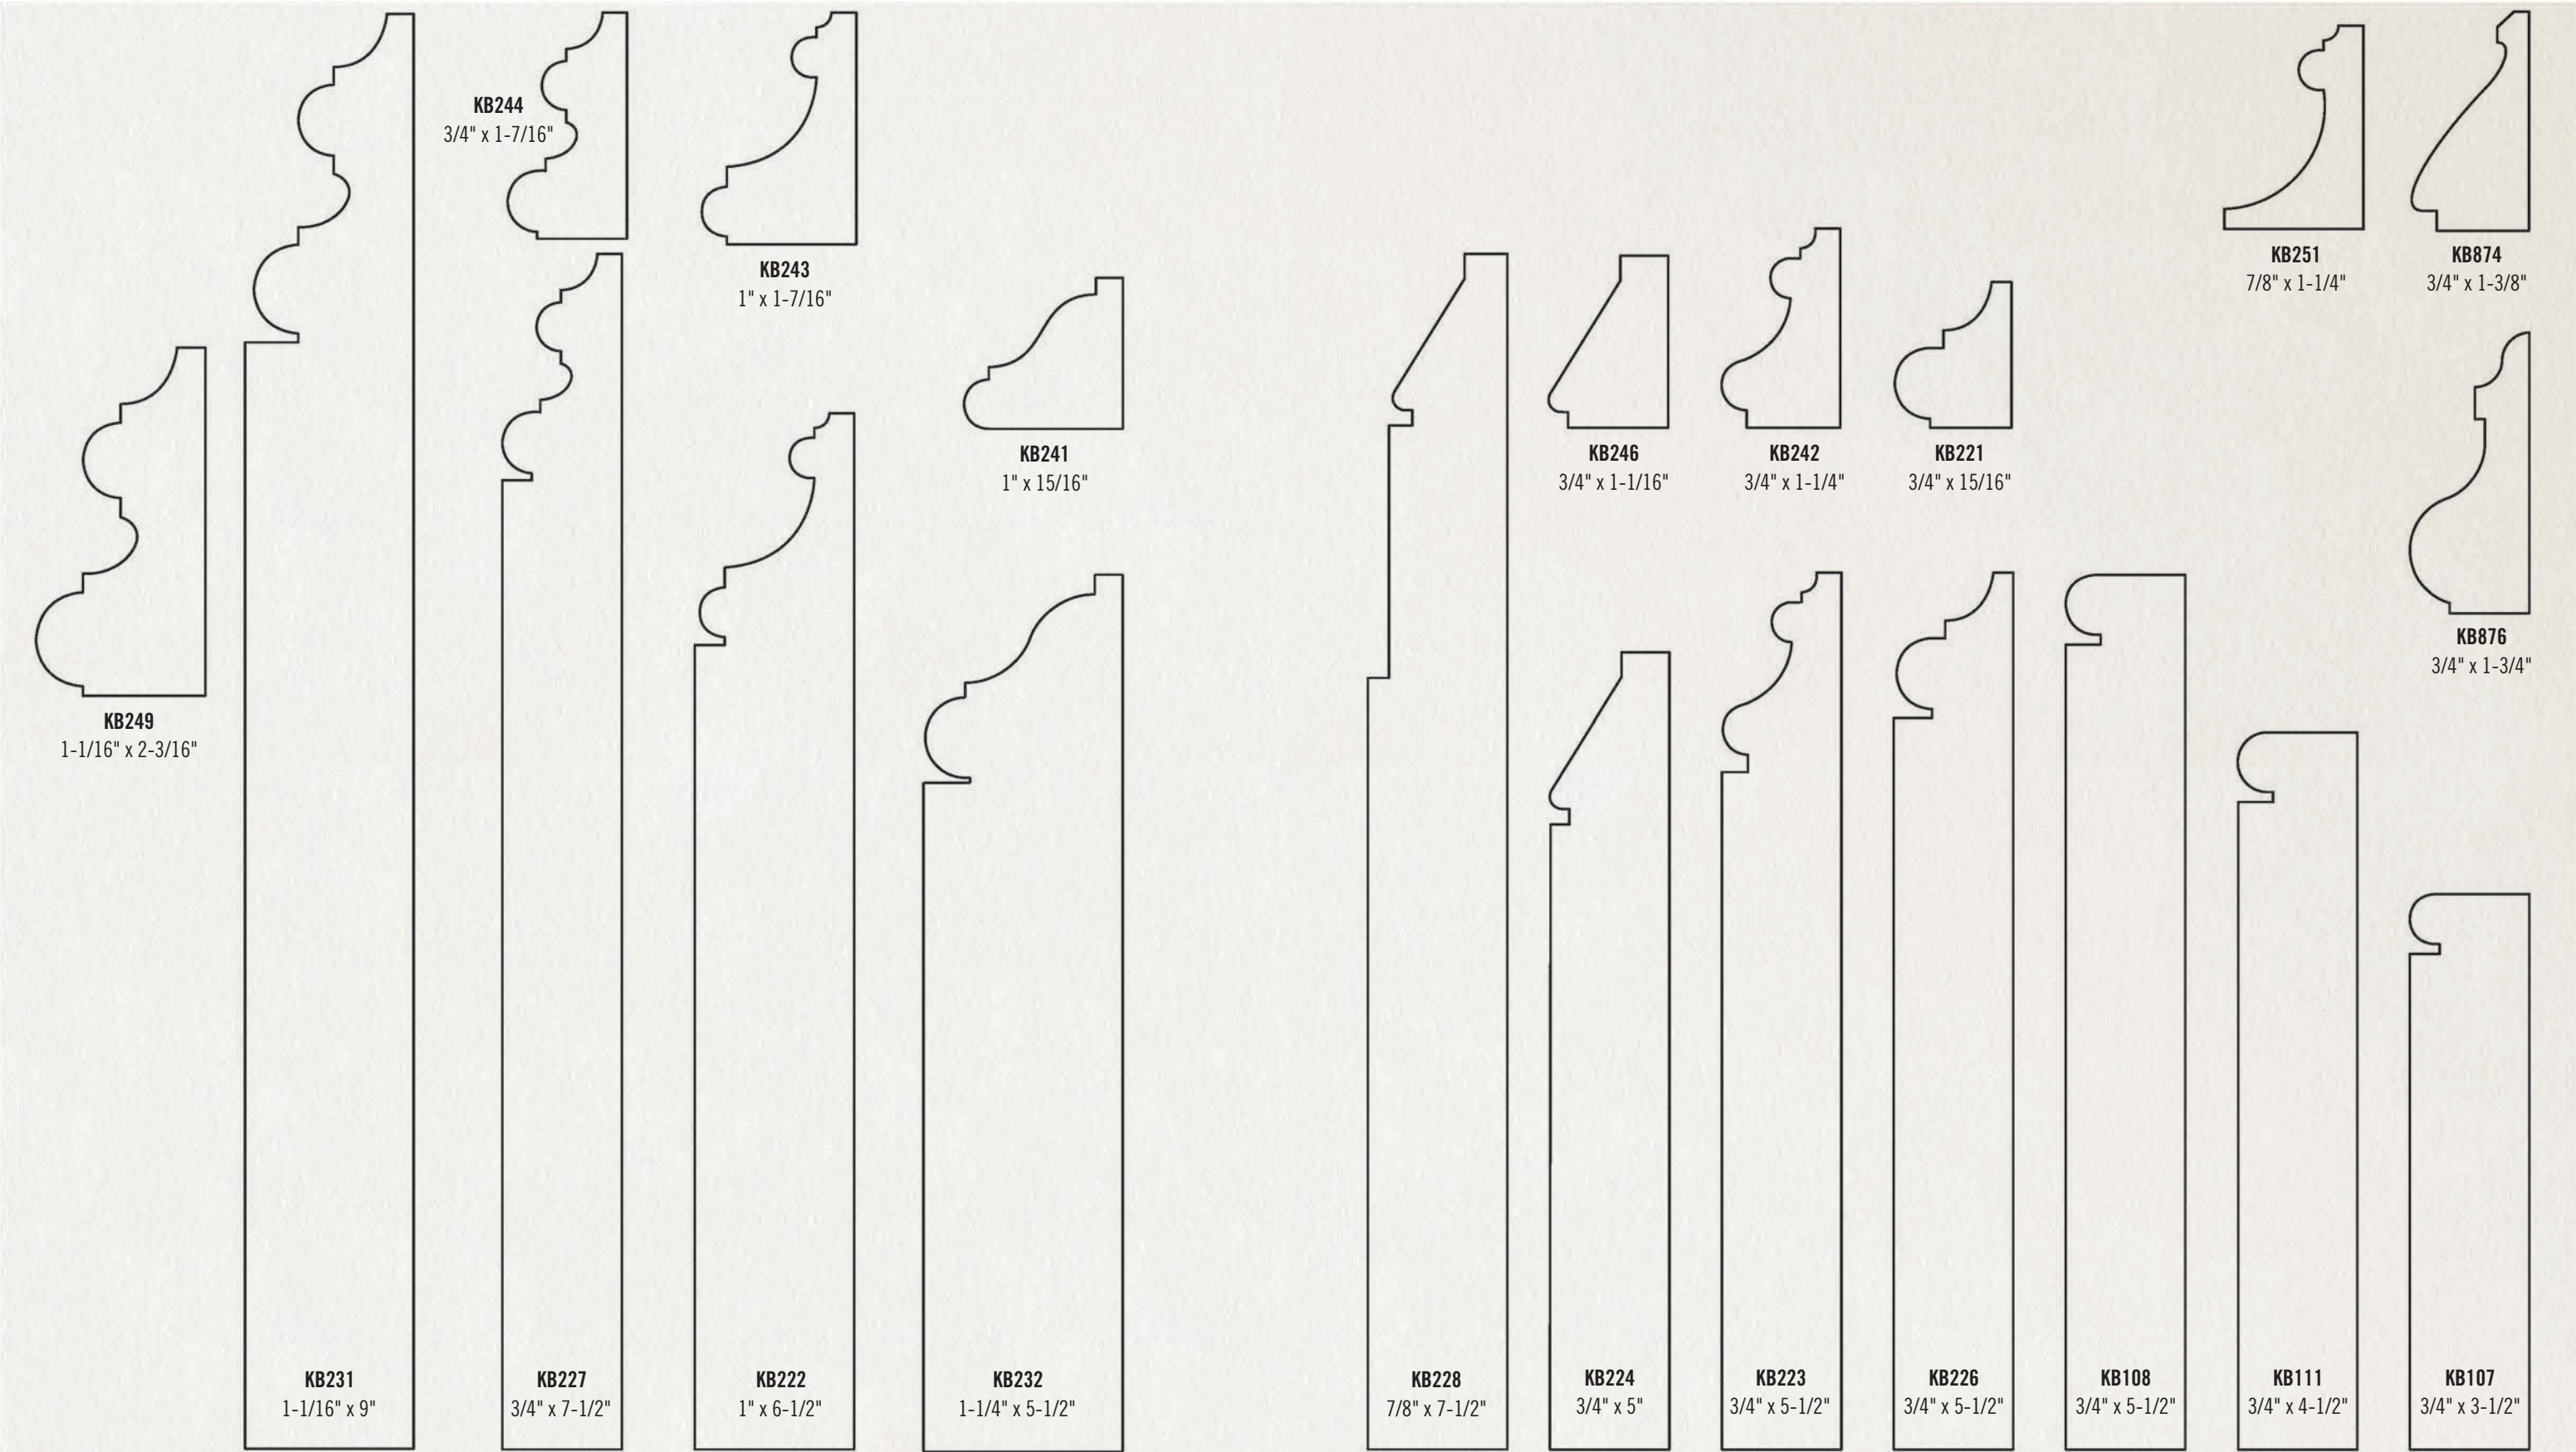 KB244
3/4" x 1-7/16"
KB243
1" x 1-7/16"
KB251
7/8" x 1-1/4"
KB874
3/4" x 1-3/8"
KB241
1" x 15/16"
KB246
3/4" x 1-1/16"
KB242
3/4" x 1-1/4"
KB221
3/4" x 15/16"
KB876
3/4" x 1-3/4"
KB249
1-1/16" x 2-3/16"
KB231
1-1/16" x 9"
KB227
3/4" x 7-1/2"
KB222
1" x 6-1/2"
KB232
1-1/4" x 5-1/2"
KB228
7/8" x 7-1/2"
KB224
3/4" x 5"
KB223
3/4" x 5-1/2"
KB226
3/4" x 5-1/2"
KB108
3/4" x 5-1/2"
KB111
3/4" x 4-1/2"
KB107
3/4" x 3-1/2"